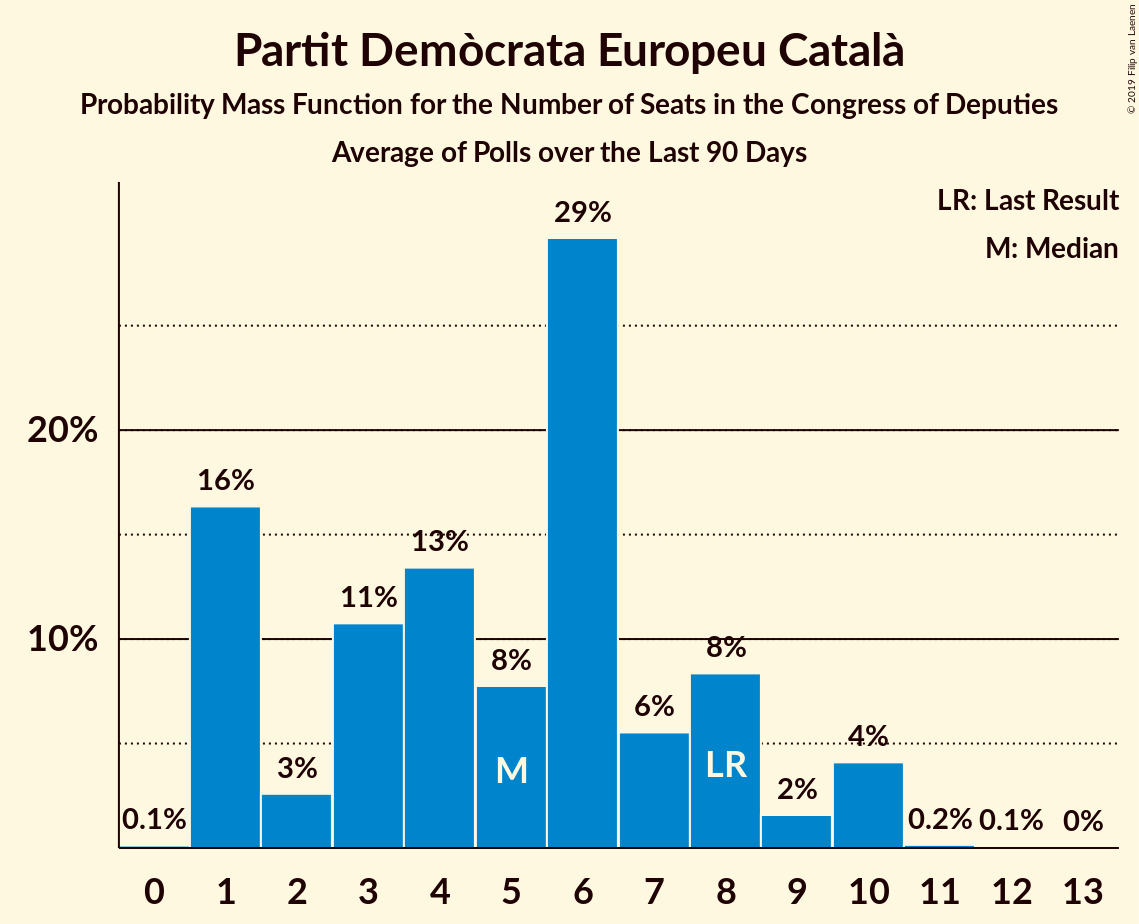 Partit Demòcrata Europeu Català
Probability Mass Function for the Number of Seats in the Congress of Deputies
Average of Polls over the Last 90 Days
© 2019 Filip van Laenen
LR: Last Result
M: Median
29%
20%
16%
13%
11%
10%
8%
8%
6%
4%
M
LR
3%
2%
0.1%
0.2%
0.1%
0%
0 1 2 3 4 5 6 7 8 9 10 11 12 13